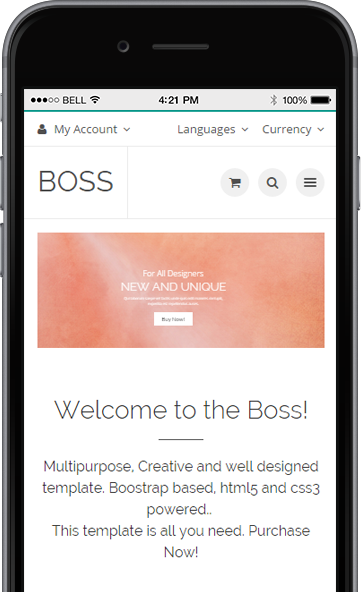 BELL 4:21 PM 100%
My Account Languages Currency
BOSS
For All Designers
NEW AND UNIQUE
Buy Now!
Welcome to the Boss!
Multipurpose, Creative and well designed
template. Boostrap based, html5 and css3
powered..
This template is all you need. Purchase
Now!